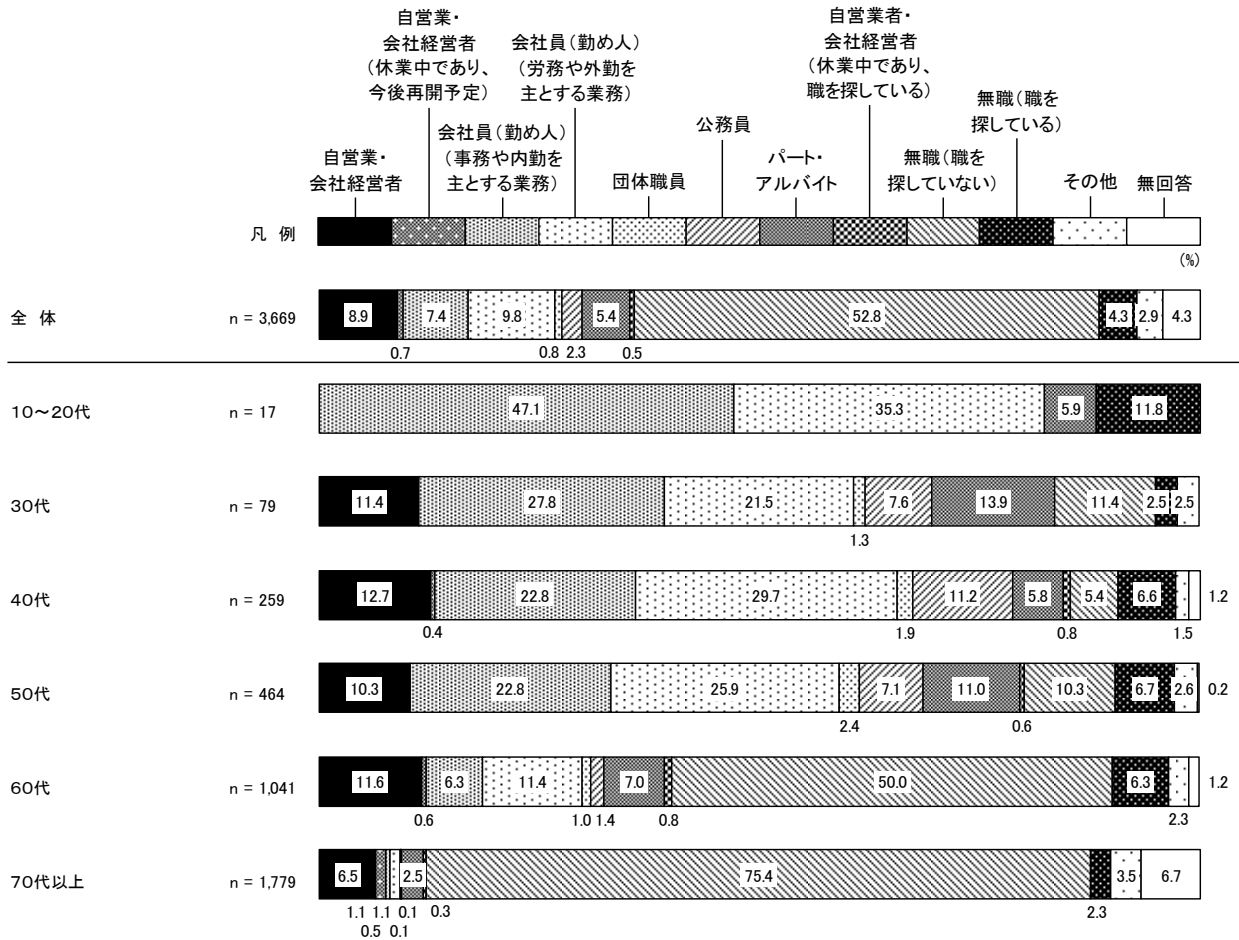 自営業・
会社経営者
(休業中であり、
今後再開予定)
会社員(勤め人)
(労務や外勤を
主とする業務)
自営業者・
会社経営者
(休業中であり、
職を探している)
無職(職を
探している)
自営業・
会社経営者
会社員(勤め人)
(事務や内勤を
主とする業務)
団体職員
公務員
パート・
アルバイト
無職(職を
探していない)
その他
無回答
凡 例
(%)
全 体 n = 3,669 8.9 7.4 9.8 5.4 52.8 4.3 2.9 4.3
0.7 0.8 2.3 0.5
10~20代 n = 17 47.1 35.3 5.9 11.8
30代 n = 79 11.4 27.8 21.5 7.6 13.9 11.4 2.5 2.5
1.3
40代 n = 259 12.7 22.8 29.7 11.2 5.8 5.4 6.6 1.2
0.4 1.9 0.8 1.5
50代 n = 464 10.3 22.8 25.9 7.1 11.0 10.3 6.7 2.6 0.2
2.4 0.6
60代 n = 1,041 11.6 6.3 11.4 7.0 50.0 6.3 1.2
0.6 1.0 1.4 0.8 2.3
70代以上 n = 1,779 6.5 2.5 75.4 3.5 6.7
1.1 1.1 0.1 0.3 2.3
0.5 0.1